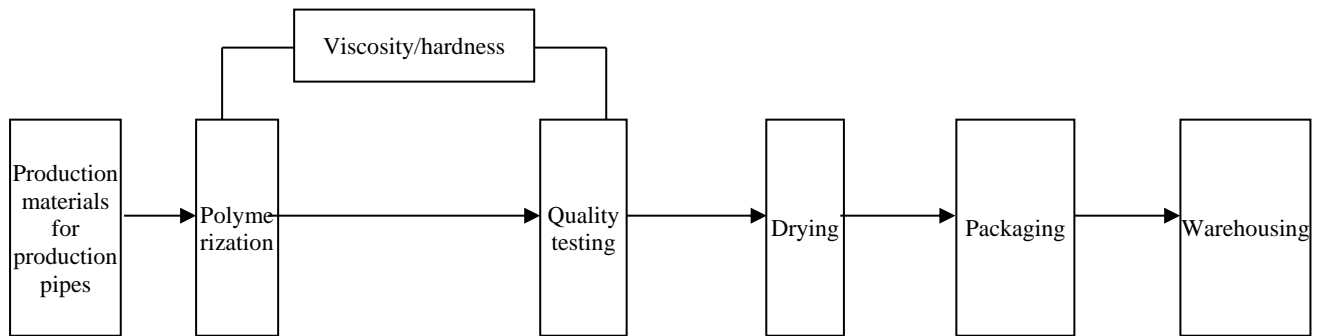 Viscosity/hardness
Production
materials
for
production
pipes
Polyme
rization
Quality
testing
Drying
Packaging
Warehousing